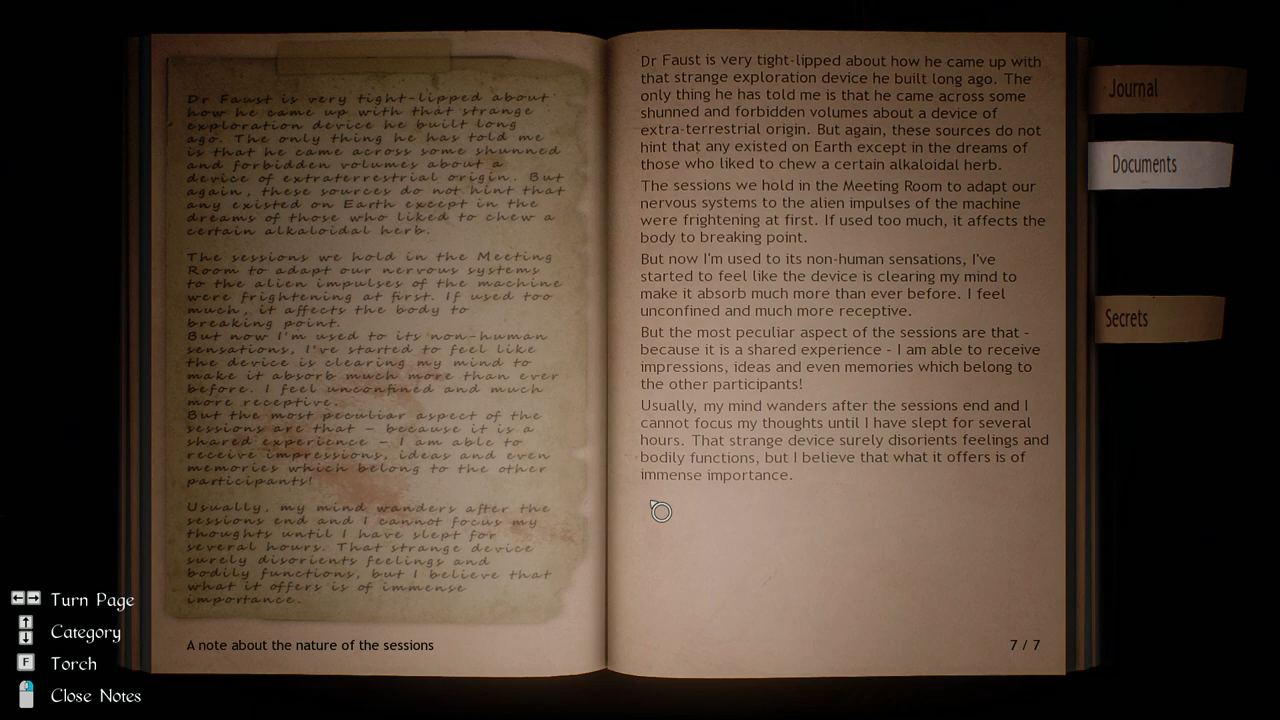 Dr Faust is very tight-lipped about
how he came up with that strange
exploration device he built long
ago. The only thing he has told me
is that he came across some shunned
and forbidden volumes about a
device of extraterrestrial origin. But
again, these sources do not hint that
any existed on Earth except in the
dreams of those who liked to chew a
certain alkaloidal herb.
The sessions we hold in the Meeting
Room to adapt our nervous systems
to the alien impulses of the machine
were frightening at first. If used too
much, it affects the body to
breaking point.
But now I'm used to its non-human
sensations, I've started to feel like
the device is clearing my mind to
make it absorb much more than ever
before. I feel unconfined and much
more receptive.
But the most peculiar aspect of the
sessions are that - because it is a
shared experience - I am able to
receive impressions, ideas and even
memories which belong to the other
participants!
Usually, my mind wanders after the
sessions end and I cannot focus my
thoughts until I have slept for
several hours. That strange device
surely disorients feelings and
bodily functions, but I believe that
what it offers is of immense
importance.
A note about the nature of the sessions
Dr Faust is very tight-lipped about how he came up with
that strange exploration device he built long ago. The
only thing he has told me is that he came across some
shunned and forbidden volumes about a device of
extra-terrestrial origin. But again, these sources do not
hint that any existed on Earth except in the dreams of
those who liked to chew a certain alkaloidal herb.
The sessions we hold in the Meeting Room to adapt our
nervous systems to the alien impulses of the machine
were frightening at first. If used too much, it affects the
body to breaking point.
But now I'm used to its non-human sensations, I've
started to feel like the device is clearing my mind to
make it absorb much more than ever before. I feel
unconfined and much more receptive.
But the most peculiar aspect of the sessions are that -
because it is a shared experience - I am able to receive
impressions, ideas and even memories which belong to
the other participants!
Usually, my mind wanders after the sessions end and I
cannot focus my thoughts until I have slept for several
hours. That strange device surely disorients feelings and
bodily functions, but I believe that what it offers is of
immense importance.
7 / 7
Journal
Documents
Secrets
Turn Page
Category
F Torch
Close Notes